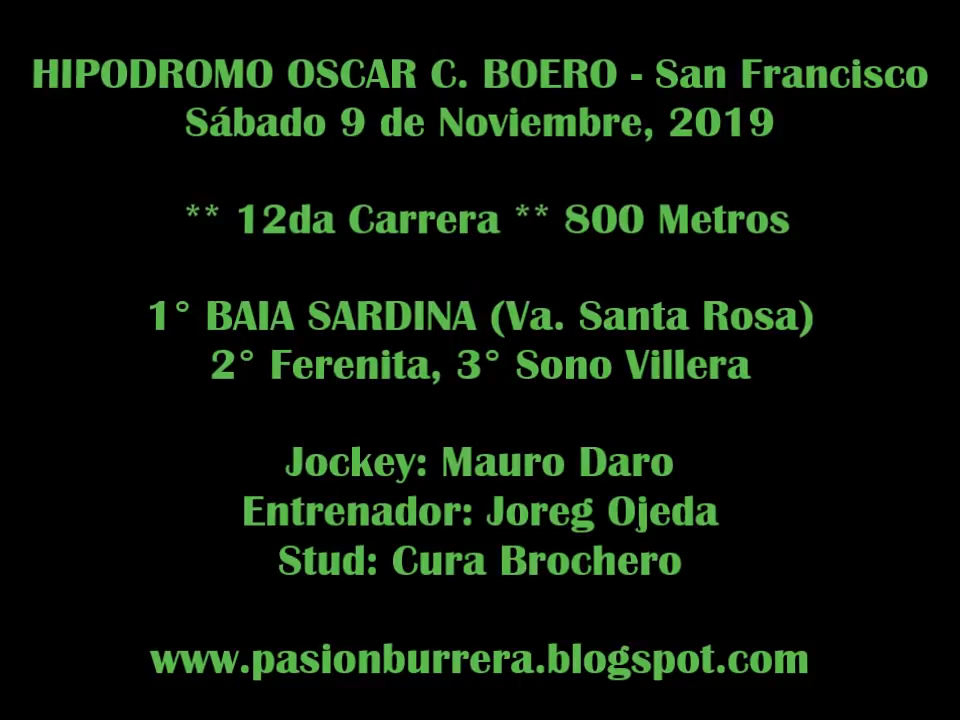 HIPODROMO OSCAR C. BOERO - San Francisco
Sábado 9 de Noviembre, 2019
** 12da Carrera ** 800 Metros
1° BAIA SARDINA (Va. Santa Rosa)
2° Ferenita, 3° Sono Villera
Jockey: Mauro Daro
Entrenador: Joreg Ojeda
Stud: Cura Brochero
www.pasionburrera.blogspot.com